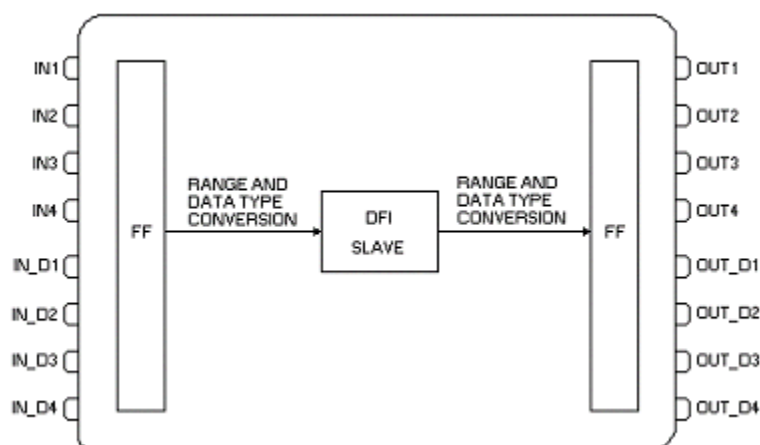 IN1
IN2
IN3
IN4
IN_D1
IN_D2
IN_D3
IN_D4
FF
RANGE AND
DATA TYPE
CONVERSION
DFI
SLAVE
RANGE AND
DATA TYPE
CONVERSION
FF
OUT1
OUT2
OUT3
OUT4
OUT_D1
OUT_D2
OUT_D3
OUT_D4